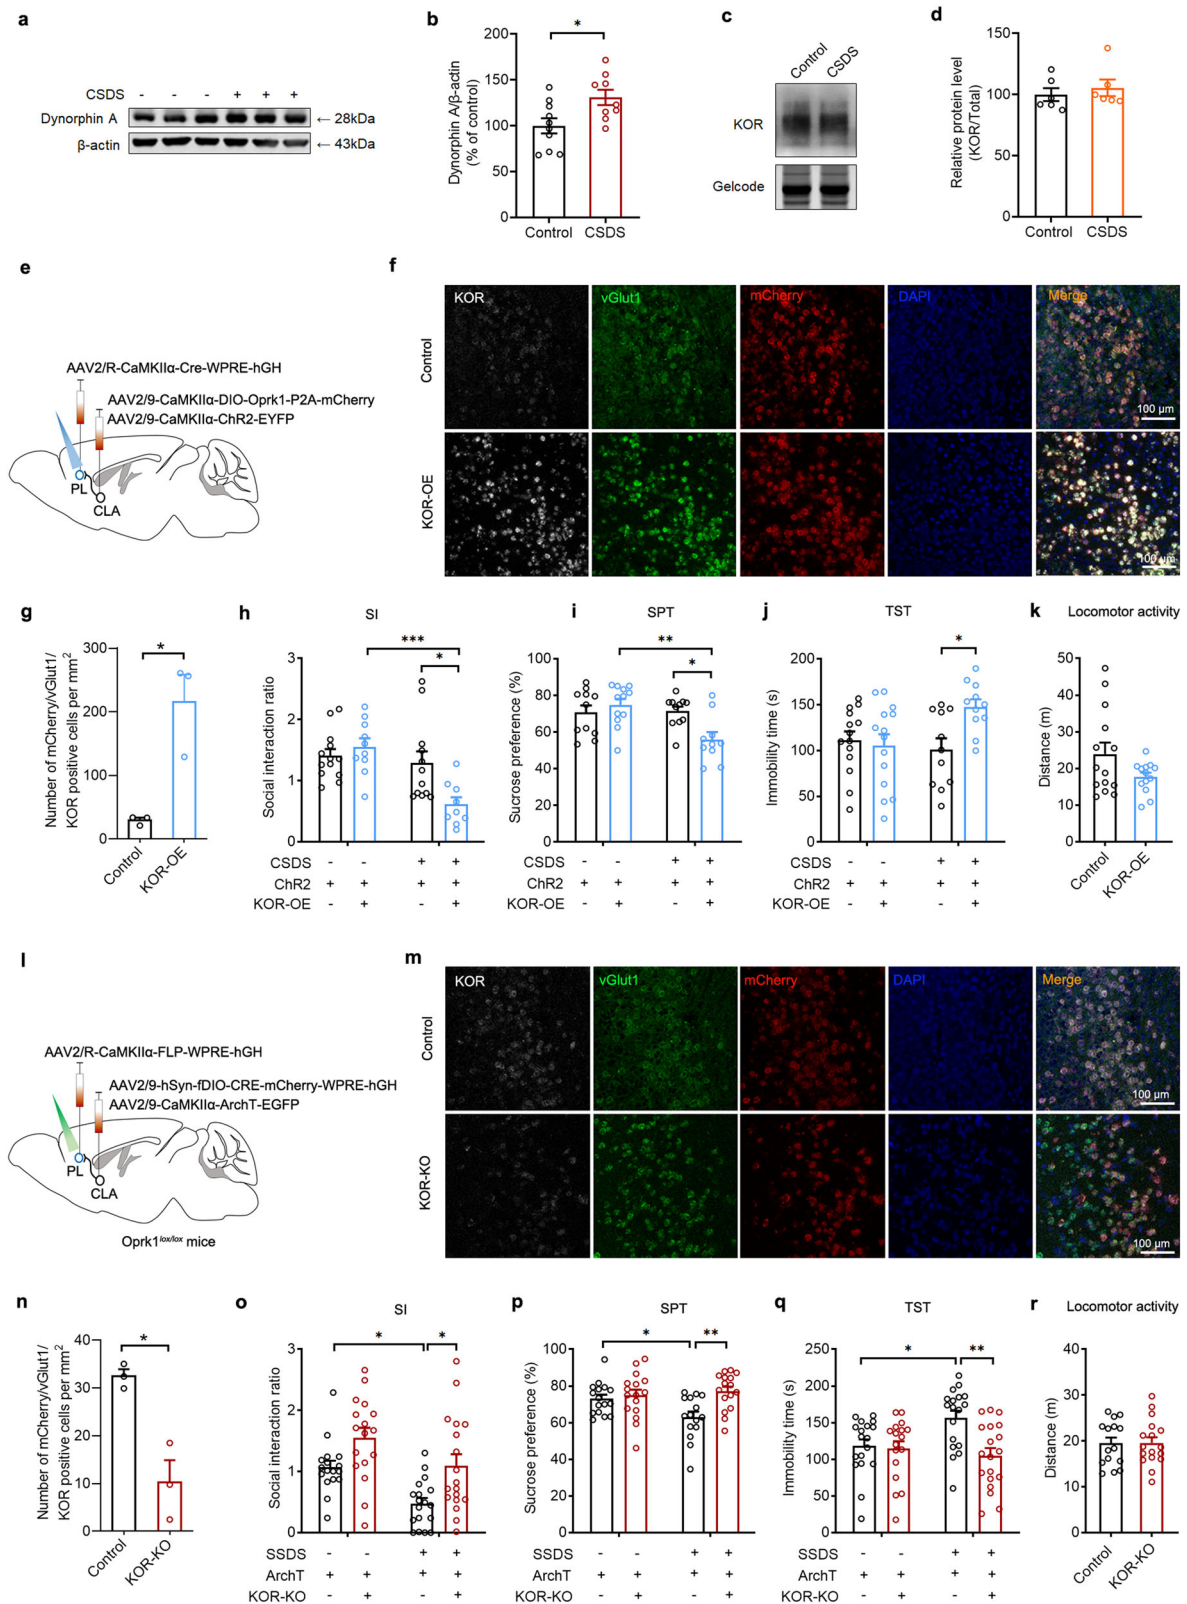 a
CSDS - - - + + +
Dynorphin A ← 28kDa
β-actin ← 43kDa
b
*
Dynorphin A/β-actin
(% of control)
200
150
100
50
0
Control CSDS
c
Control CSDS
KOR
Gelcode
d
Relative protein level
(KOR/Total)
150
100
50
0
Control CSDS
e
AAV2/R-CaMKIIα-Cre-WPRE-hGH
AAV2/9-CaMKIIα-DIO-Oprk1-P2A-mCherry
AAV2/9-CaMKIIα-ChR2-EYFP
PL
CLA
f
KOR vGlut1 mCherry DAPI Merge
Control
100 µm
KOR-OE
100 µm
g
Number of mCherry/vGlut1/
KOR positive cells per mm²
*
300
200
100
0
Control KOR-OE
h
SI
***
*
Social interaction ratio
3
2
1
0
CSDS - - + +
ChR2 + + + +
KOR-OE - + - +
i
SPT
**
*
Sucrose preference (%)
100
80
60
40
20
0
CSDS - - + +
ChR2 + + + +
KOR-OE - + - +
j
TST
*
Immobility time (s)
200
150
100
50
0
CSDS - - + +
ChR2 + + + +
KOR-OE - + - +
k
Locomotor activity
Distance (m)
50
40
30
20
10
0
Control KOR-OE
l
AAV2/R-CaMKIIα-FLP-WPRE-hGH
AAV2/9-hSyn-fDIO-CRE-mCherry-WPRE-hGH
AAV2/9-CaMKIIα-ArchT-EGFP
PL
CLA
Oprk1lox/lox mice
m
KOR vGlut1 mCherry DAPI Merge
Control
100 µm
KOR-KO
100 µm
n
Number of mCherry/vGlut1/
KOR positive cells per mm²
*
40
30
20
10
0
Control KOR-KO
o
SI
* *
Social interaction ratio
3
2
1
0
SSDS - - + +
ArchT + + + +
KOR-KO - + - +
p
SPT
* **
Sucrose preference (%)
100
80
60
40
20
0
SSDS - - + +
ArchT + + + +
KOR-KO - + - +
q
TST
* **
Immobility time (s)
250
200
150
100
50
0
SSDS - - + +
ArchT + + + +
KOR-KO - + - +
r
Locomotor activity
Distance (m)
40
30
20
10
0
Control KOR-KO